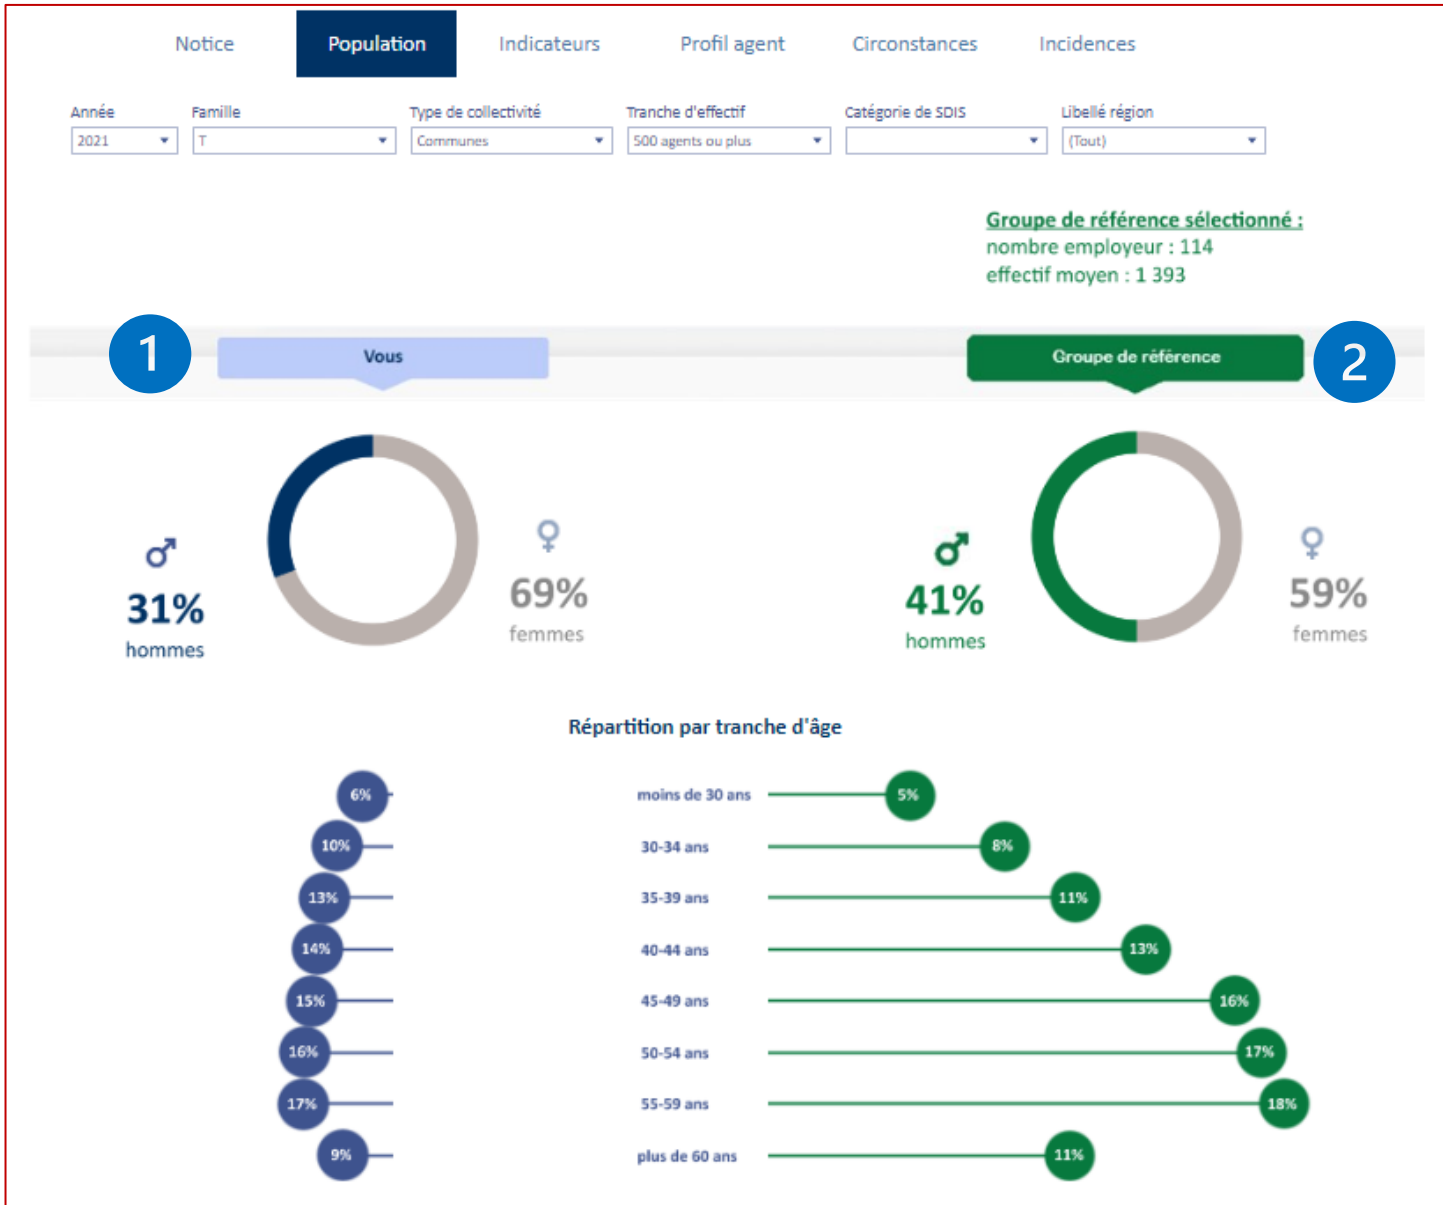 Notice Population Indicateurs Profil agent Circonstances Incidences
Année Famille Type de collectivité Tranche d'effectif Catégorie de SDIS Libellé région
2021 T Communes 500 agents ou plus (Tout)
Groupe de référence sélectionné :
nombre employeur : 114
effectif moyen : 1 393
1 Vous Groupe de référence 2
31% 69% 41% 59%
hommes femmes hommes femmes
Répartition par tranche d'âge
6% moins de 30 ans 5%
10% 30-34 ans 8%
13% 35-39 ans 11%
14% 40-44 ans 13%
15% 45-49 ans 16%
16% 50-54 ans 17%
17% 55-59 ans 18%
9% plus de 60 ans 11%